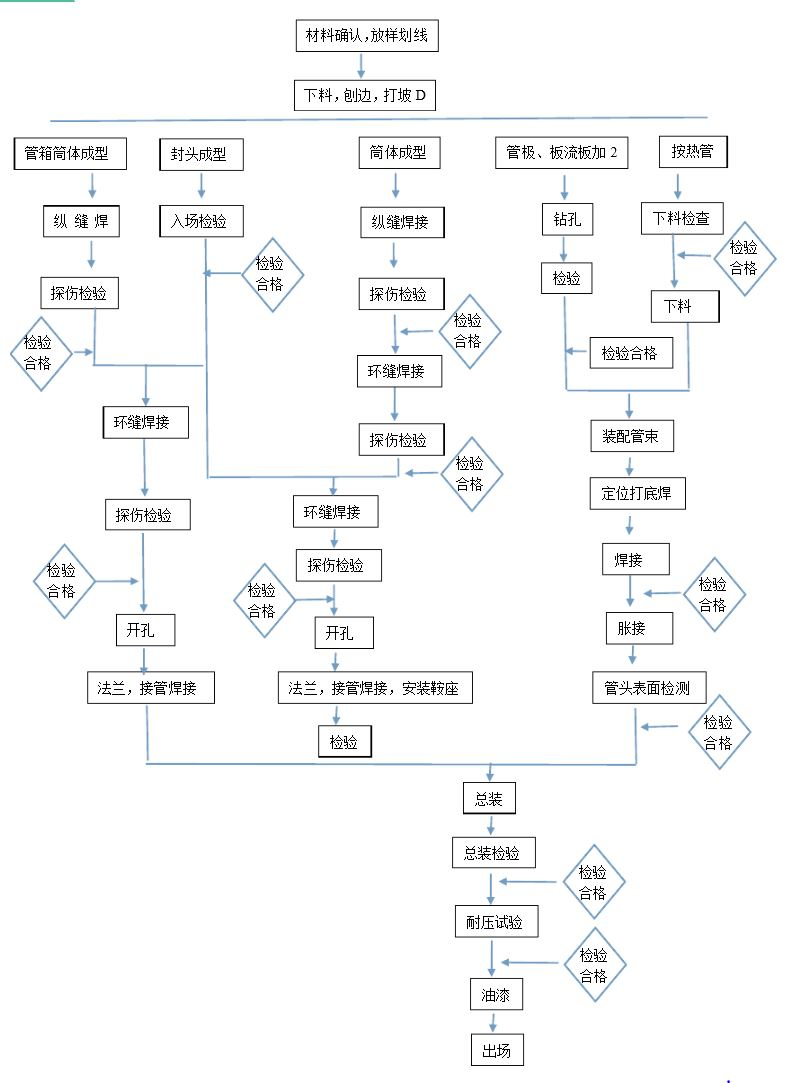 材料确认,放样划线
下料,刨边,打坡 D
管箱筒体成型
封头成型
筒体成型
管极、板流板加 2
按热管
纵 缝 焊
入场检验
纵缝焊接
钻孔
下料检查
检验
合格
检验
合格
探伤检验
探伤检验
检验
下料
检验
合格
检验
合格
检验合格
环缝焊接
环缝焊接
探伤检验
装配管束
检验
合格
定位打底焊
探伤检验
环缝焊接
探伤检验
焊接
检验
合格
检验
合格
检验
合格
开孔
开孔
胀接
法兰，接管焊接
法兰，接管焊接，安装鞍座
管头表面检测
检验
合格
检验
总装
总装检验
检验
合格
耐压试验
检验
合格
油漆
出场